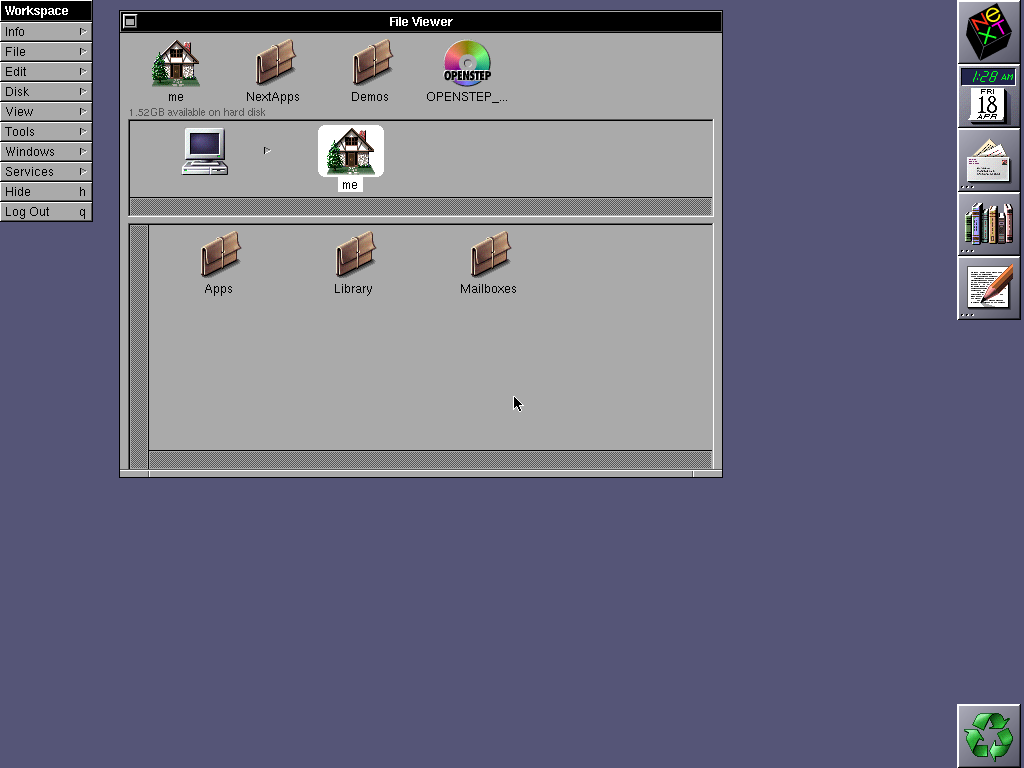 Workspace
Info
File
Edit
Disk
View
Tools
Windows
Services
Hide h
Log Out q
File Viewer
me NextApps Demos OPENSTEP_...
OPENSTEP
1.52GB available on hard disk
me
Apps Library Mailboxes
NeXT
1:28 AM
FRI
18
APR